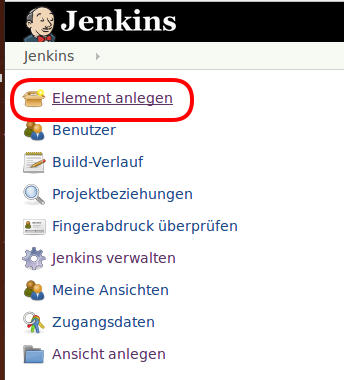 Jenkins
Jenkins
Element anlegen
Benutzer
Build-Verlauf
Projektbeziehungen
Fingerabdruck überprüfen
Jenkins verwalten
Meine Ansichten
Zugangsdaten
Ansicht anlegen